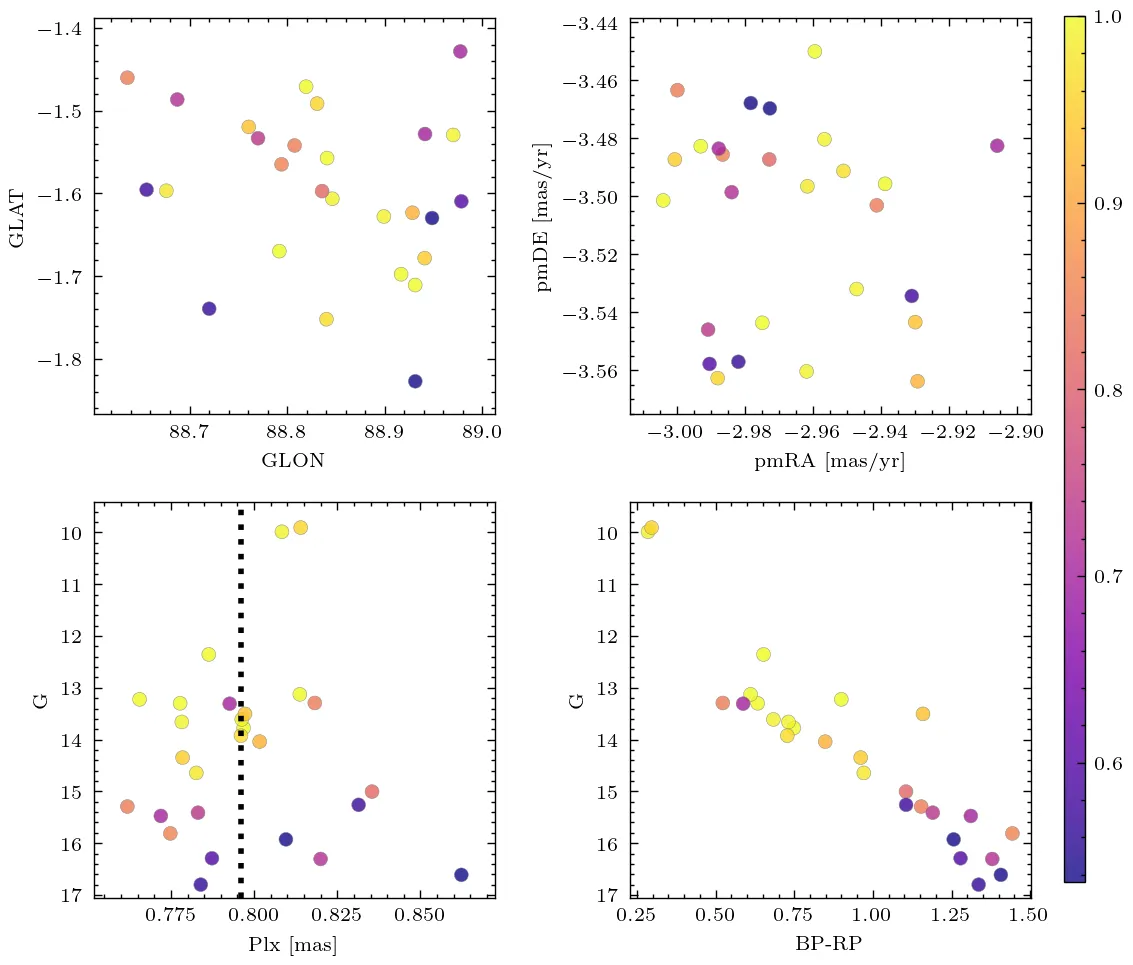 −1.4
−1.5
−1.6
−1.7
−1.8
GLAT
88.7 88.8 88.9 89.0
GLON
−3.44
−3.46
−3.48
−3.50
−3.52
−3.54
−3.56
pmDE [mas/yr]
−3.00 −2.98 −2.96 −2.94 −2.92 −2.90
pmRA [mas/yr]
1.0
0.9
0.8
0.7
0.6
10
11
12
13
14
15
16
17
G
0.775 0.800 0.825 0.850
Plx [mas]
10
11
12
13
14
15
16
17
G
0.25 0.50 0.75 1.00 1.25 1.50
BP-RP